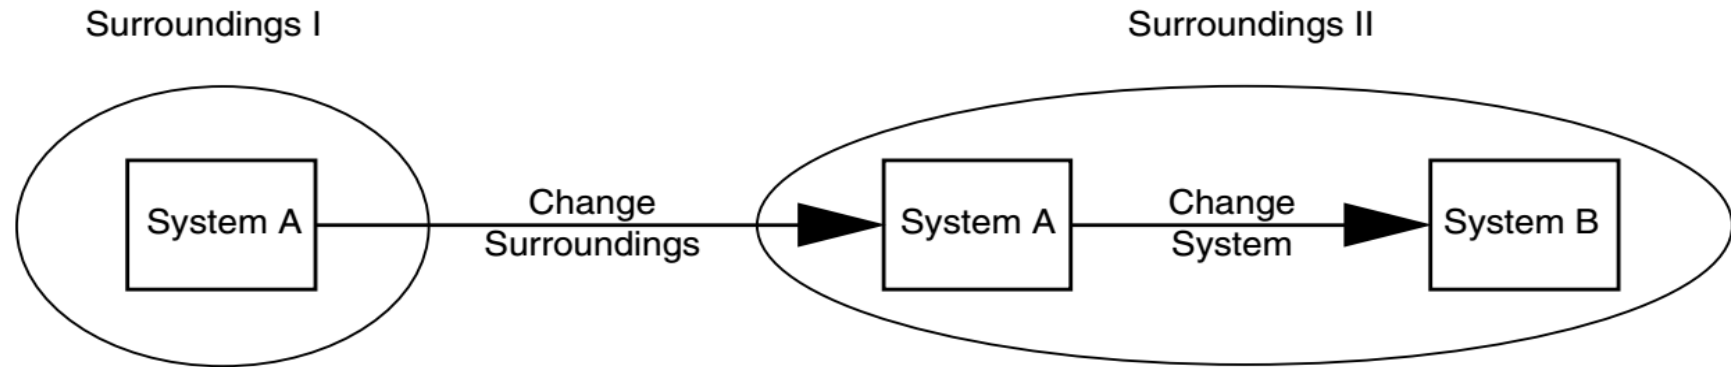 Surroundings I
Surroundings II
System A
Change
Surroundings
System A
Change
System
System B